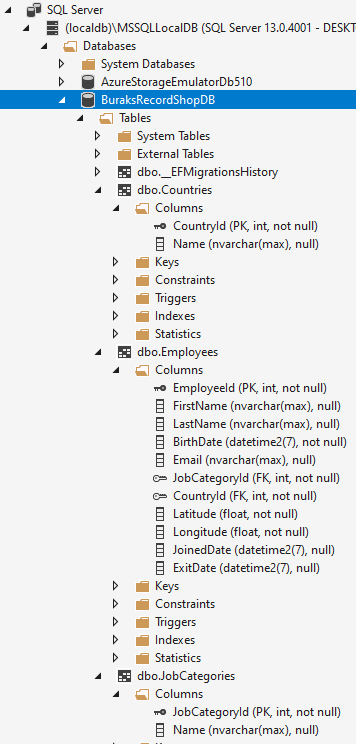 SQL Server
(localdb)\MSSQLLocalDB (SQL Server 13.0.4001 - DESKT
Databases
System Databases
AzureStorageEmulatorDb510
BuraksRecordShopDB
Tables
System Tables
External Tables
dbo.__EFMigrationsHistory
dbo.Countries
Columns
CountryId (PK, int, not null)
Name (nvarchar(max), null)
Keys
Constraints
Triggers
Indexes
Statistics
dbo.Employees
Columns
EmployeeId (PK, int, not null)
FirstName (nvarchar(max), null)
LastName (nvarchar(max), null)
BirthDate (datetime2(7), not null)
Email (nvarchar(max), null)
JobCategoryId (FK, int, not null)
CountryId (FK, int, not null)
Latitude (float, not null)
Longitude (float, not null)
JoinedDate (datetime2(7), null)
ExitDate (datetime2(7), null)
Keys
Constraints
Triggers
Indexes
Statistics
dbo.JobCategories
Columns
JobCategoryId (PK, int, not null)
Name (nvarchar(max), null)